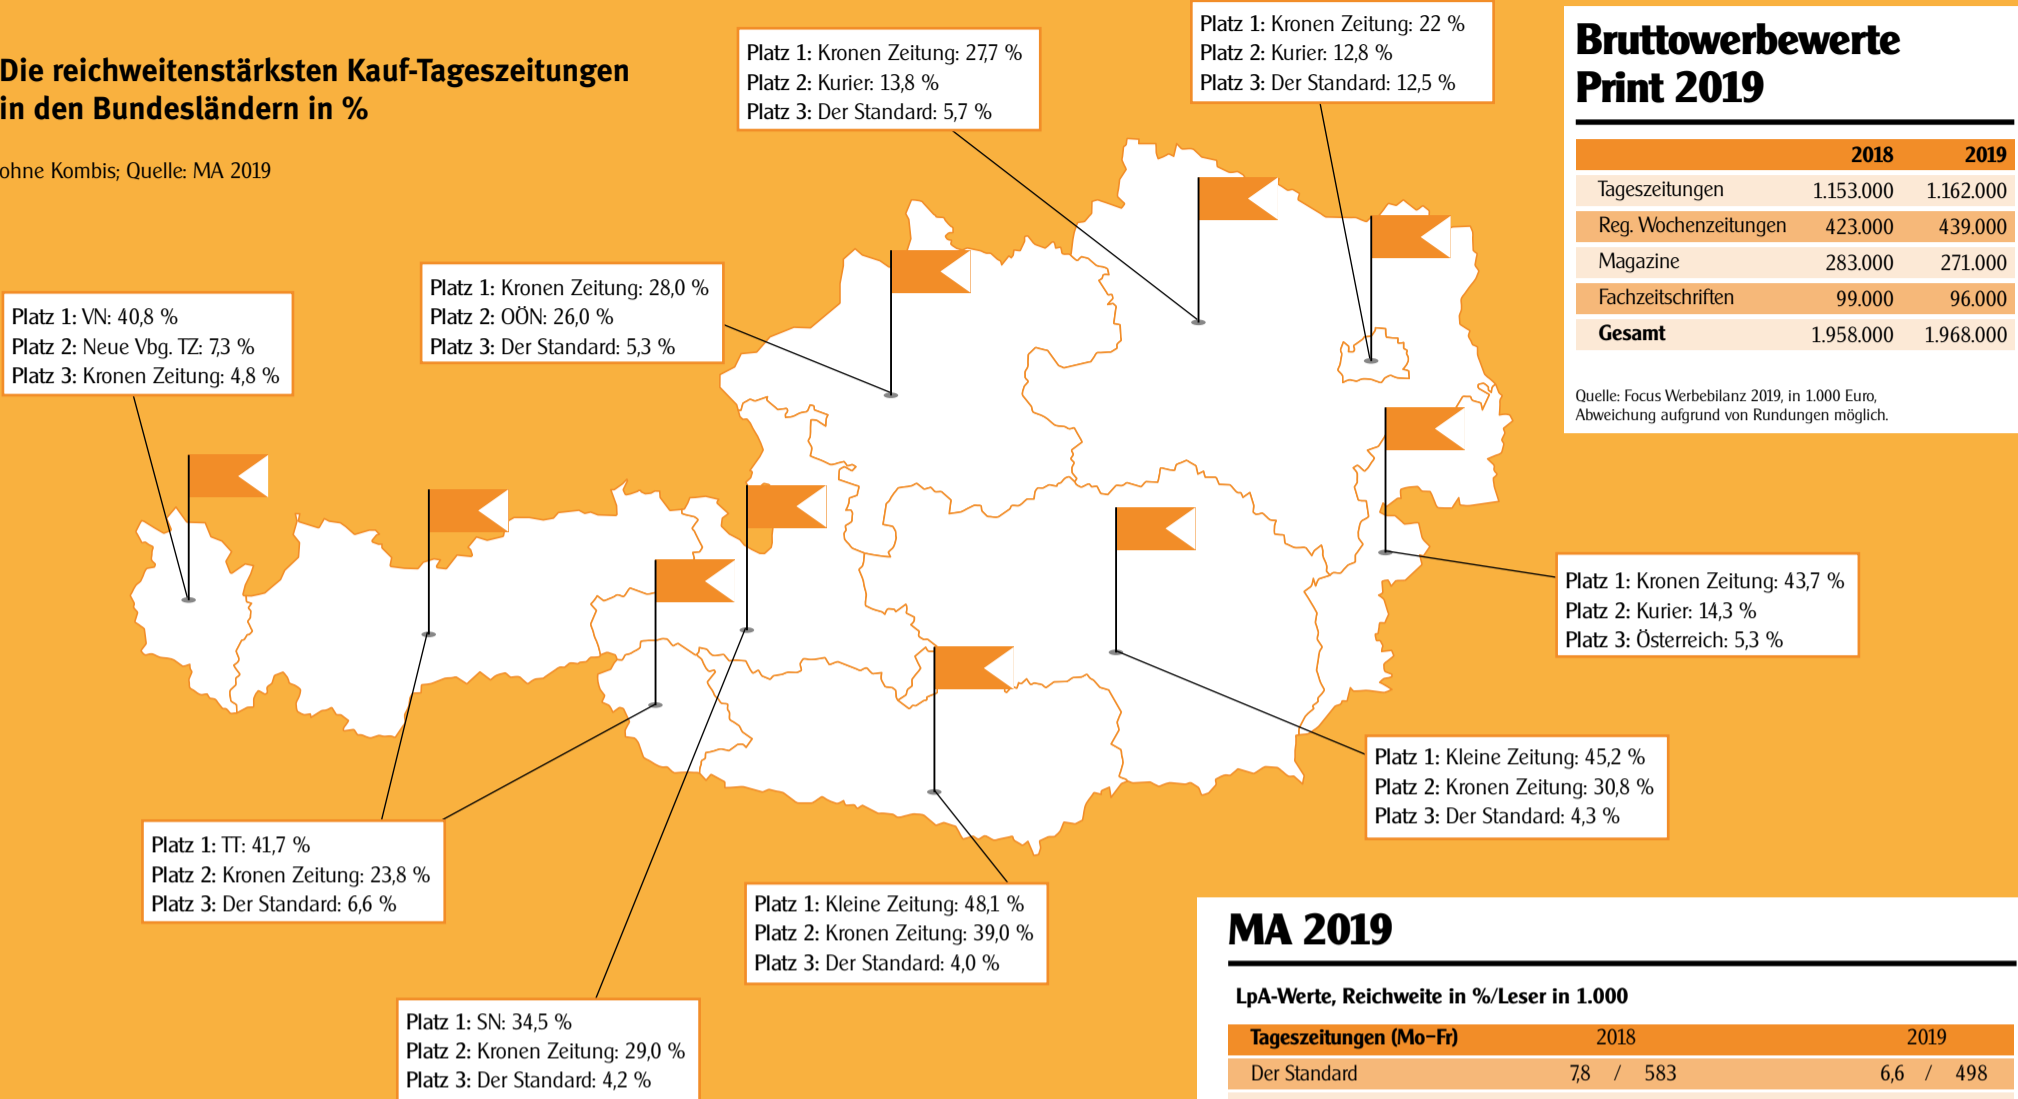 Die reichweitenstärksten Kauf-Tageszeitungen
in den Bundesländern in %
ohne Kombis; Quelle: MA 2019
Platz 1: Kronen Zeitung: 27,7 %
Platz 2: Kurier: 13,8 %
Platz 3: Der Standard: 5,7 %
Platz 1: Kronen Zeitung: 22 %
Platz 2: Kurier: 12,8 %
Platz 3: Der Standard: 12,5 %
Platz 1: VN: 40,8 %
Platz 2: Neue Vbg. TZ: 7,3 %
Platz 3: Kronen Zeitung: 4,8 %
Platz 1: Kronen Zeitung: 28,0 %
Platz 2: OÖN: 26,0 %
Platz 3: Der Standard: 5,3 %
Platz 1: Kronen Zeitung: 43,7 %
Platz 2: Kurier: 14,3 %
Platz 3: Österreich: 5,3 %
Platz 1: Kleine Zeitung: 45,2 %
Platz 2: Kronen Zeitung: 30,8 %
Platz 3: Der Standard: 4,3 %
Platz 1: TT: 41,7 %
Platz 2: Kronen Zeitung: 23,8 %
Platz 3: Der Standard: 6,6 %
Platz 1: Kleine Zeitung: 48,1 %
Platz 2: Kronen Zeitung: 39,0 %
Platz 3: Der Standard: 4,0 %
Platz 1: SN: 34,5 %
Platz 2: Kronen Zeitung: 29,0 %
Platz 3: Der Standard: 4,2 %
Bruttowerbewerte
Print 2019
2018 2019
Tageszeitungen 1.153.000 1.162.000
Reg. Wochenzeitungen 423.000 439.000
Magazine 283.000 271.000
Fachzeitschriften 99.000 96.000
Gesamt 1.958.000 1.968.000
Quelle: Focus Werbebilanz 2019, in 1.000 Euro,
Abweichung aufgrund von Rundungen möglich.
MA 2019
LpA-Werte, Reichweite in %/Leser in 1.000
Tageszeitungen (Mo–Fr) 2018 2019
Der Standard 7,8 / 583 6,6 / 498